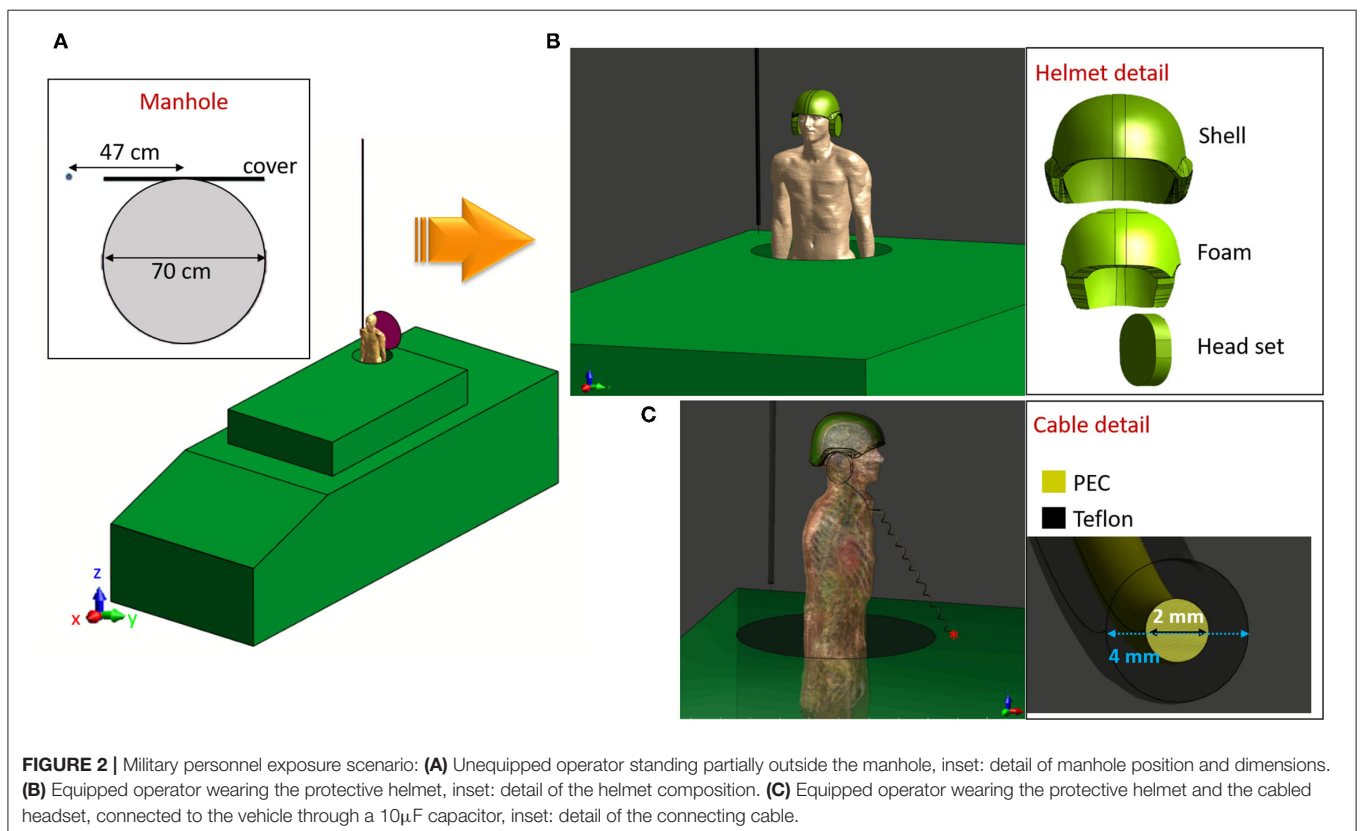 A
Manhole
47 cm
cover
70 cm
z
x
y
B
Helmet detail
Shell
Foam
Head set
C
*
Cable detail
PEC
Teflon
2 mm
4 mm
FIGURE 2 | Military personnel exposure scenario: (A) Unequipped operator standing partially outside the manhole, inset: detail of manhole position and dimensions.
(B) Equipped operator wearing the protective helmet, inset: detail of the helmet composition. (C) Equipped operator wearing the protective helmet and the cabled
headset, connected to the vehicle through a 10μF capacitor, inset: detail of the connecting cable.